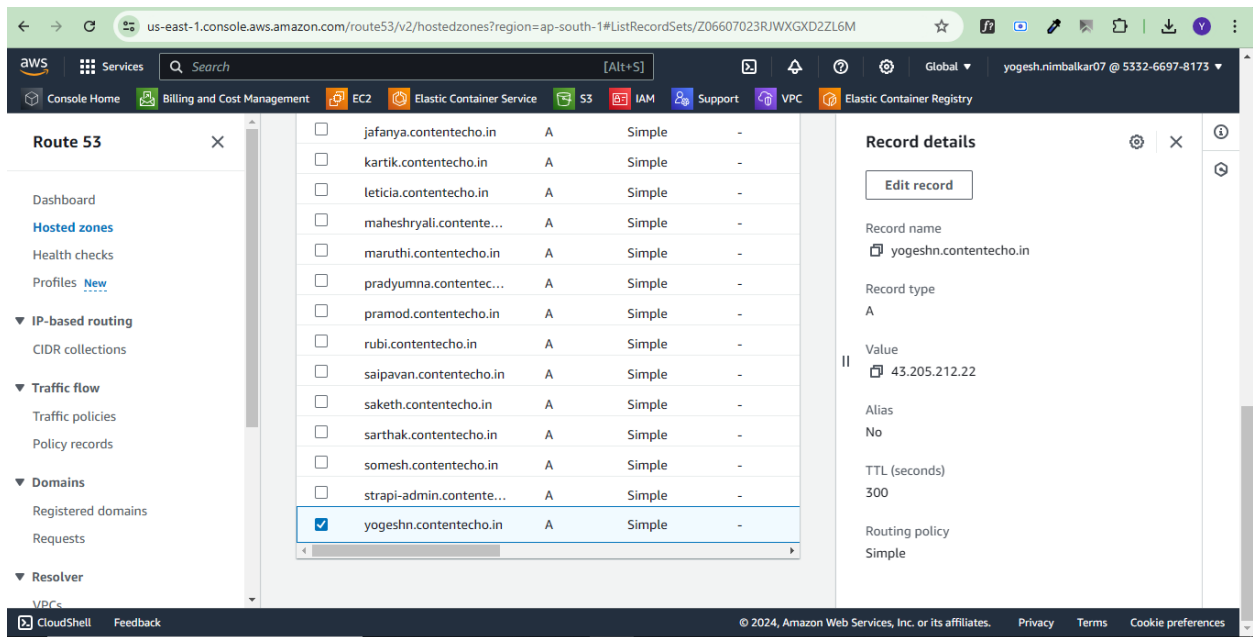 us-east-1.console.aws.amazon.com/route53/v2/hostedzones?region=ap-south-1#ListRecordSets/Z06607023RJWXGXD2ZL6M
Y
aws Services Search [Alt+S] Global ▼ yogesh.nimbalkar07 @ 5332-6697-8173 ▼
Console Home Billing and Cost Management EC2 Elastic Container Service S3 IAM Support VPC Elastic Container Registry
Route 53
Dashboard
Hosted zones
Health checks
Profiles New
▼ IP-based routing
CIDR collections
▼ Traffic flow
Traffic policies
Policy records
▼ Domains
Registered domains
Requests
▼ Resolver
VPCs
jafanya.contentecho.in A Simple -
kartik.contentecho.in A Simple -
leticia.contentecho.in A Simple -
maheshryali.contente... A Simple -
maruthi.contentecho.in A Simple -
pradyumna.contentec... A Simple -
pramod.contentecho.in A Simple -
rubi.contentecho.in A Simple -
saipavan.contentecho.in A Simple -
saketh.contentecho.in A Simple -
sarthak.contentecho.in A Simple -
somesh.contentecho.in A Simple -
strapi-admin.contente... A Simple -
yogeshn.contentecho.in A Simple -
Record details
Edit record
Record name
yogeshn.contentecho.in
Record type
A
Value
43.205.212.22
Alias
No
TTL (seconds)
300
Routing policy
Simple
CloudShell Feedback © 2024, Amazon Web Services, Inc. or its affiliates. Privacy Terms Cookie preferences